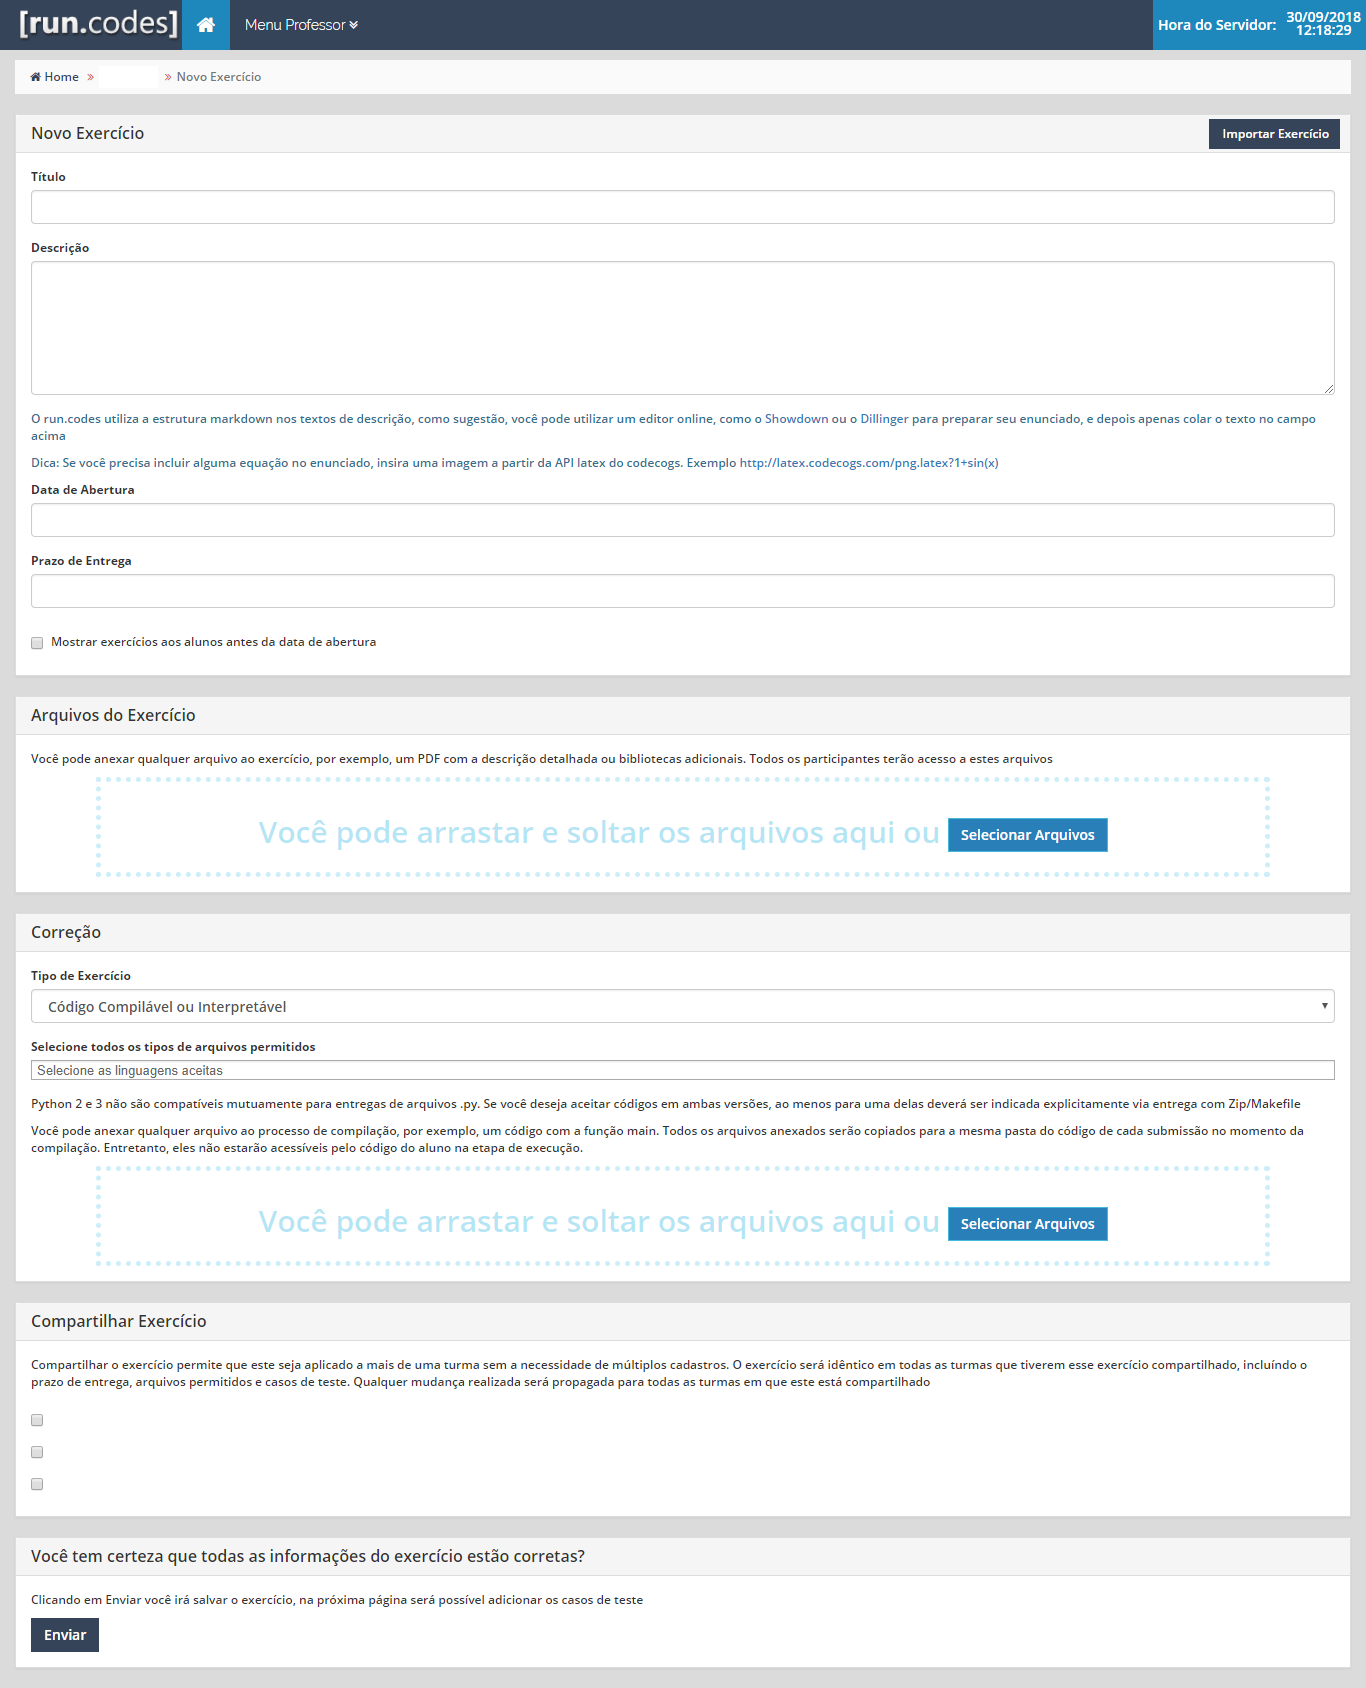 [run.codes]
Menu Professor
Hora do Servidor:
30/09/2018
12:18:29
Home » » Novo Exercício
Novo Exercício
Importar Exercício
Título
Descrição
O run.codes utiliza a estrutura markdown nos textos de descrição, como sugestão, você pode utilizar um editor online, como o Showdown ou o Dillinger para preparar seu enunciado, e depois apenas colar o texto no campo
acima
Dica: Se você precisa incluir alguma equação no enunciado, insira uma imagem a partir da API latex do codecogs. Exemplo http://latex.codecogs.com/png.latex?1+sin(x)
Data de Abertura
Prazo de Entrega
Mostrar exercícios aos alunos antes da data de abertura
Arquivos do Exercício
Você pode anexar qualquer arquivo ao exercício, por exemplo, um PDF com a descrição detalhada ou bibliotecas adicionais. Todos os participantes terão acesso a estes arquivos
Você pode arrastar e soltar os arquivos aqui ou Selecionar Arquivos
Correção
Tipo de Exercício
Código Compilável ou Interpretável
Selecione todos os tipos de arquivos permitidos
Selecione as linguagens aceitas
Python 2 e 3 não são compatíveis mutuamente para entregas de arquivos .py. Se você deseja aceitar códigos em ambas versões, ao menos para uma delas deverá ser indicada explicitamente via entrega com Zip/Makefile
Você pode anexar qualquer arquivo ao processo de compilação, por exemplo, um código com a função main. Todos os arquivos anexados serão copiados para a mesma pasta do código de cada submissão no momento da
compilação. Entretanto, eles não estarão acessíveis pelo código do aluno na etapa de execução.
Você pode arrastar e soltar os arquivos aqui ou Selecionar Arquivos
Compartilhar Exercício
Compartilhar o exercício permite que este seja aplicado a mais de uma turma sem a necessidade de múltiplos cadastros. O exercício será idêntico em todas as turmas que tiverem esse exercício compartilhado, incluíndo o
prazo de entrega, arquivos permitidos e casos de teste. Qualquer mudança realizada será propagada para todas as turmas em que este está compartilhado
Você tem certeza que todas as informações do exercício estão corretas?
Clicando em Enviar você irá salvar o exercício, na próxima página será possível adicionar os casos de teste
Enviar